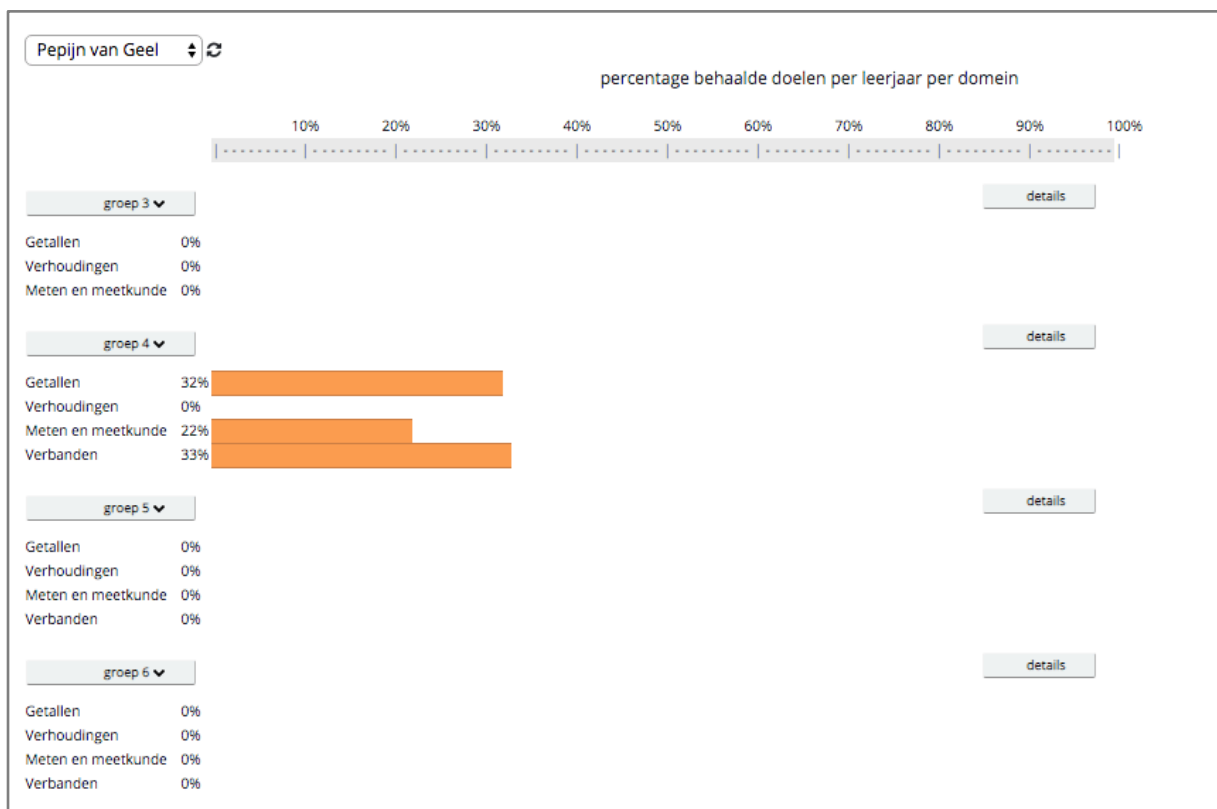 Pepijn van Geel
percentage behaalde doelen per leerjaar per domein
10% 20% 30% 40% 50% 60% 70% 80% 90% 100%
|---------|---------|---------|---------|---------|---------|---------|---------|---------|---------|
groep 3 details
Getallen 0%
Verhoudingen 0%
Meten en meetkunde 0%
groep 4 details
Getallen 32%
Verhoudingen 0%
Meten en meetkunde 22%
Verbanden 33%
groep 5 details
Getallen 0%
Verhoudingen 0%
Meten en meetkunde 0%
Verbanden 0%
groep 6 details
Getallen 0%
Verhoudingen 0%
Meten en meetkunde 0%
Verbanden 0%